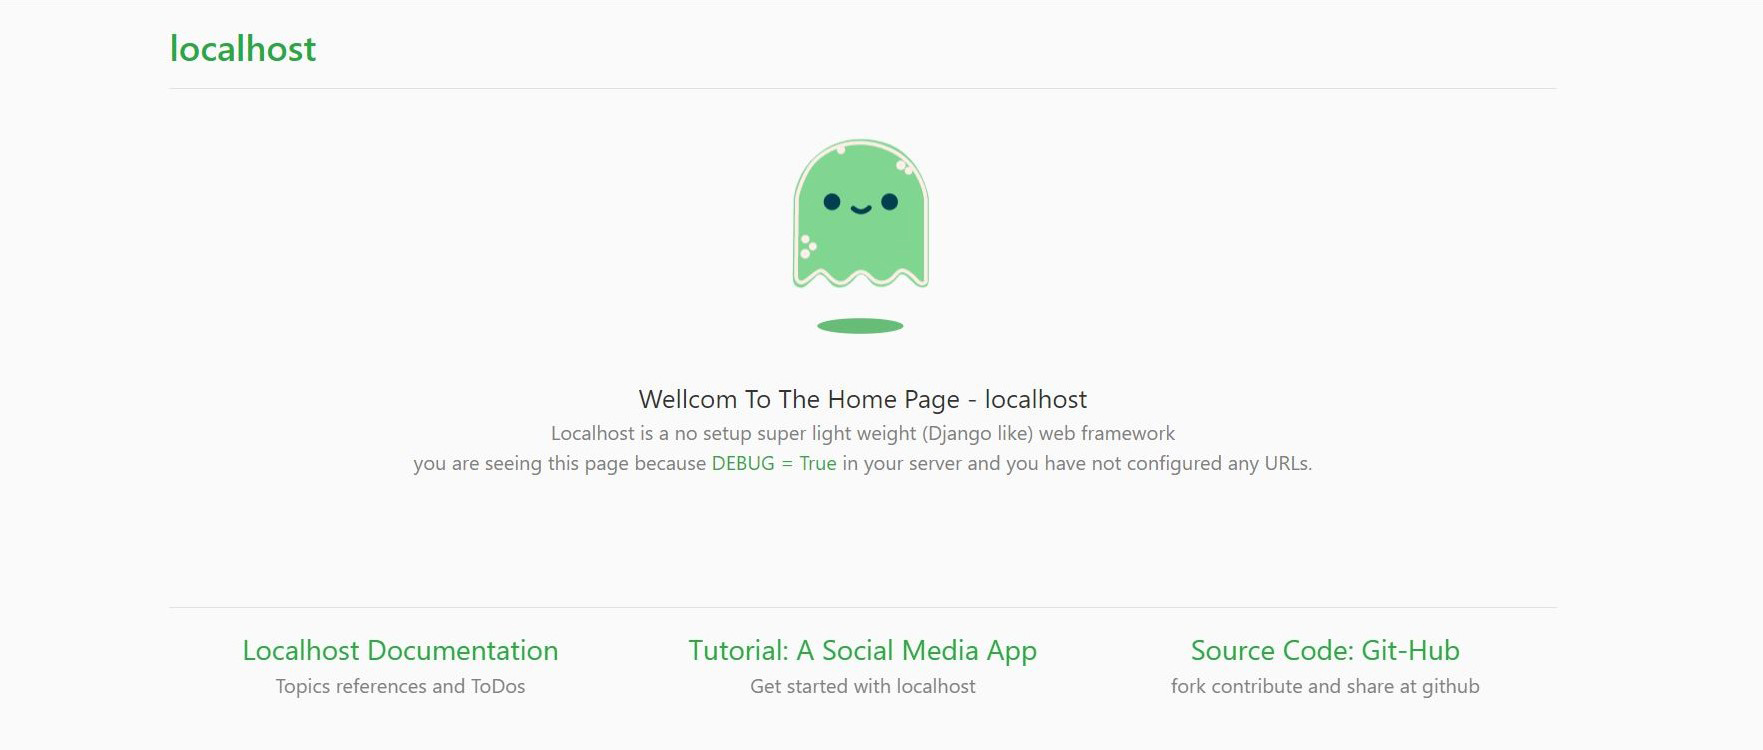 localhost
Wellcom To The Home Page - localhost
Localhost is a no setup super light weight (Django like) web framework
you are seeing this page because DEBUG = True in your server and you have not configured any URLs.
Localhost Documentation
Topics references and ToDos
Tutorial: A Social Media App
Get started with localhost
Source Code: Git-Hub
fork contribute and share at github